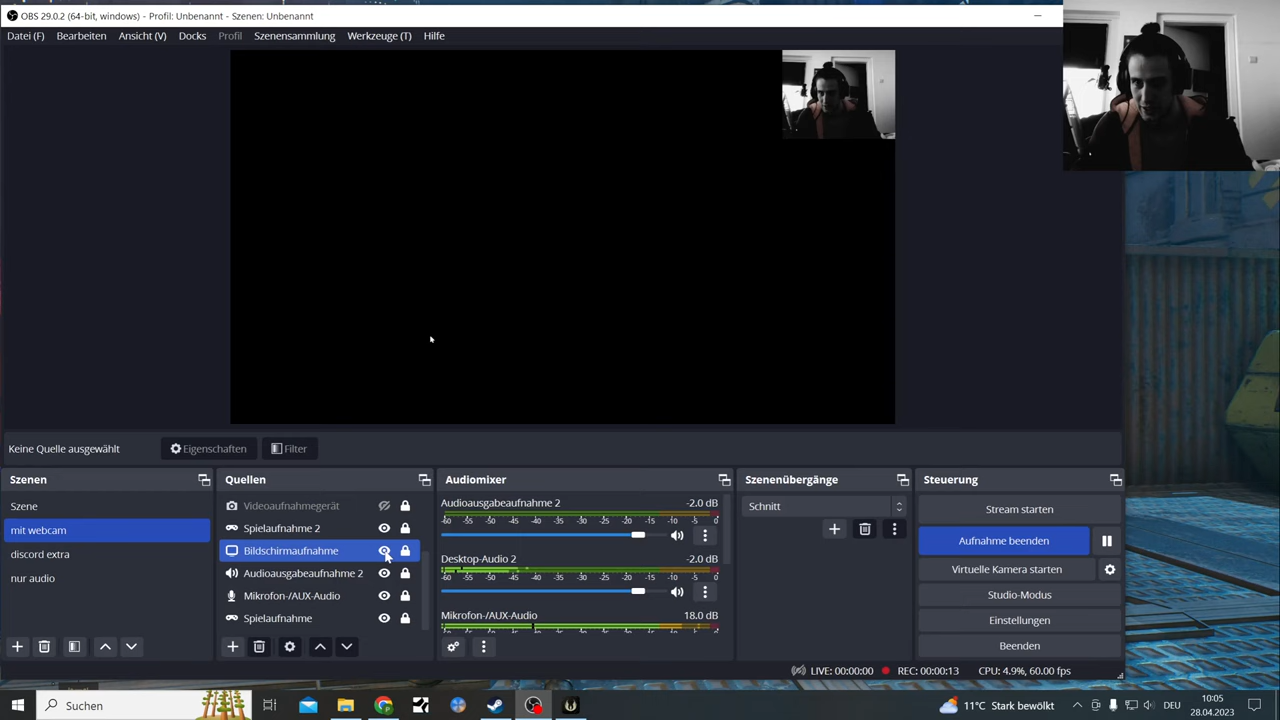 OBS 29.0.2 (64-bit, windows) - Profil: Unbenannt - Szenen: Unbenannt
Datei (F) Bearbeiten Ansicht (V) Docks Profil Szenensammlung Werkzeuge (T) Hilfe
Keine Quelle ausgewählt Eigenschaften Filter
Szenen
Szene
mit webcam
discord extra
nur audio
Quellen
Videoaufnahmegerät
Spielaufnahme 2
Bildschirmaufnahme
Audioausgabeaufnahme 2
Mikrofon-/AUX-Audio
Spielaufnahme
Audiomixer
Audioausgabeaufnahme 2 -2.0 dB
-60 -55 -50 -45 -40 -35 -30 -25 -20 -15 -10 -5 0
Desktop-Audio 2 -2.0 dB
-60 -55 -50 -45 -40 -35 -30 -25 -20 -15 -10 -5 0
Mikrofon-/AUX-Audio 18.0 dB
Szenenübergänge
Schnitt
Steuerung
Stream starten
Aufnahme beenden
Virtuelle Kamera starten
Studio-Modus
Einstellungen
Beenden
LIVE: 00:00:00 REC: 00:00:13 CPU: 4.9%, 60.00 fps
Suchen 11°C Stark bewölkt DEU 10:05
28.04.2023